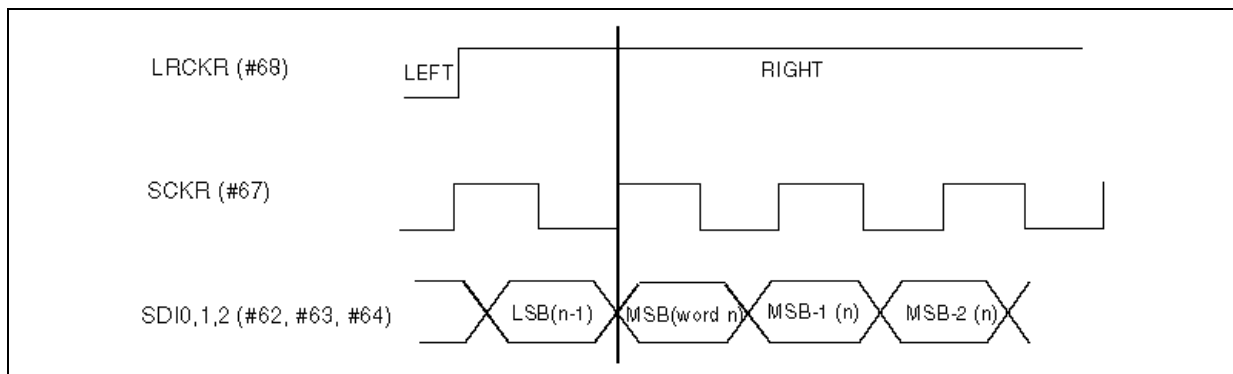 LRCKR (#68)
LEFT
RIGHT
SCKR (#67)
SDI0,1,2 (#62, #63, #64)
LSB(n-1)
MSB(word n)
MSB-1 (n)
MSB-2 (n)